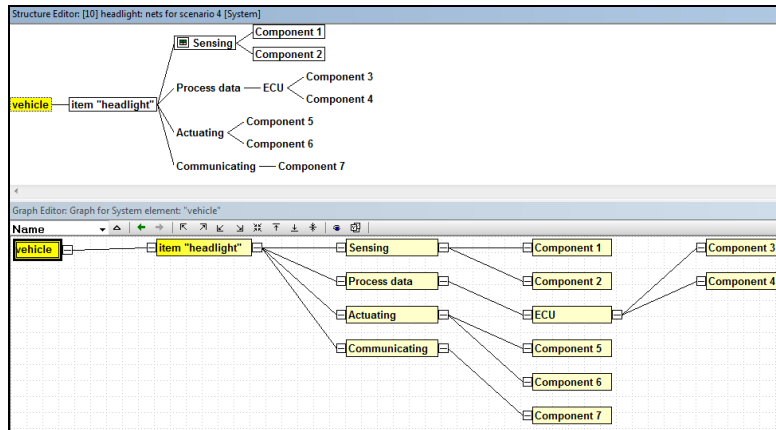 Structure Editor: [10] headlight: nets for scenario 4 [System]
Component 1
Sensing
Component 2
Component 3
Process data
ECU
Component 4
vehicle
item "headlight"
Component 5
Actuating
Component 6
Communicating
Component 7
Graph Editor: Graph for System element: "vehicle"
Name
vehicle
item "headlight"
Sensing
Component 1
Component 3
Process data
Component 2
Component 4
Actuating
ECU
Communicating
Component 5
Component 6
Component 7